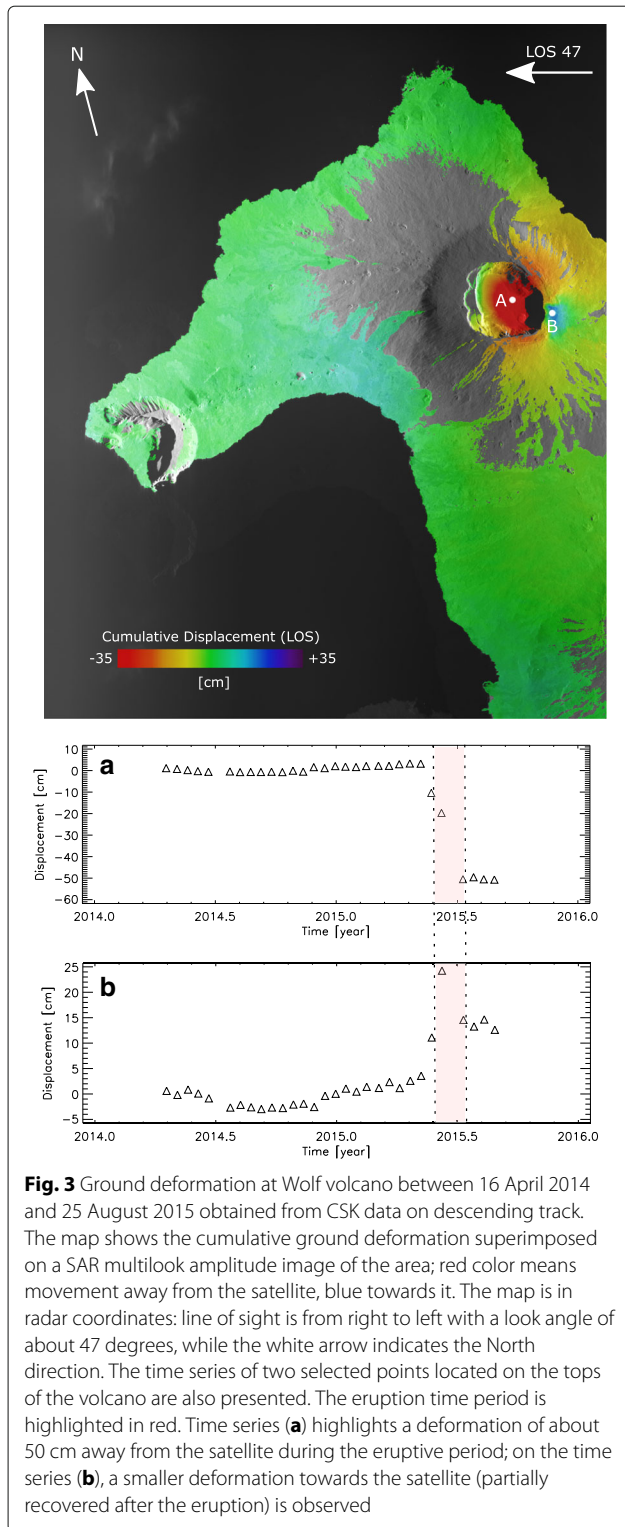 N
LOS 47
A
B
Cumulative Displacement (LOS)
-35 +35
[cm]
a
10
0
-10
-20
-30
-40
-50
-60
Displacement [cm]
2014.0 2014.5 2015.0 2015.5 2016.0
Time [year]
b
25
20
15
10
5
0
-5
Displacement [cm]
2014.0 2014.5 2015.0 2015.5 2016.0
Time [year]
Fig. 3 Ground deformation at Wolf volcano between 16 April 2014
and 25 August 2015 obtained from CSK data on descending track.
The map shows the cumulative ground deformation superimposed
on a SAR multilook amplitude image of the area; red color means
movement away from the satellite, blue towards it. The map is in
radar coordinates: line of sight is from right to left with a look angle of
about 47 degrees, while the white arrow indicates the North
direction. The time series of two selected points located on the tops
of the volcano are also presented. The eruption time period is
highlighted in red. Time series (a) highlights a deformation of about
50 cm away from the satellite during the eruptive period; on the time
series (b), a smaller deformation towards the satellite (partially
recovered after the eruption) is observed